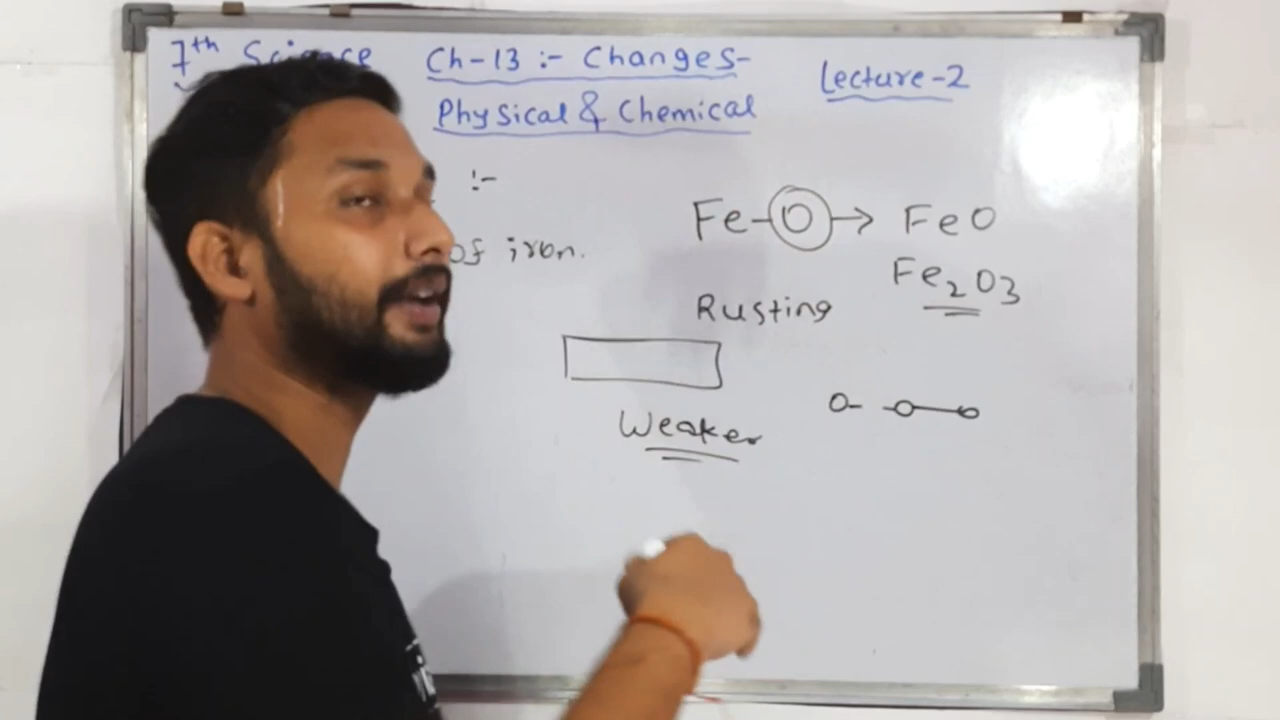 7th Science Ch-13 :- Changes- Lecture-2
Physical & Chemical
:-
of iron.
Fe-O→ FeO
Fe2O3
Rusting
Weaker